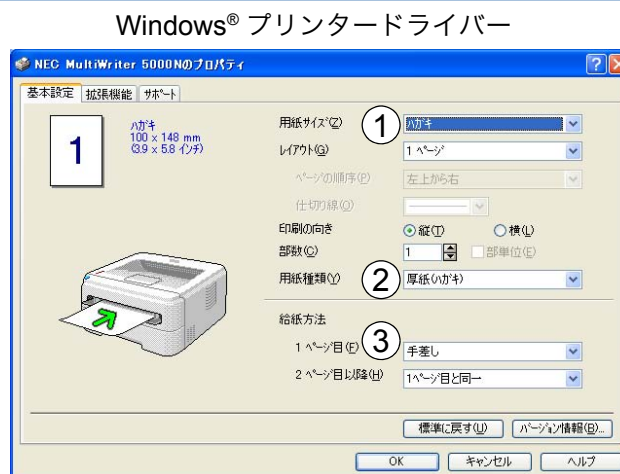 Windows® プリンタードライバー
NEC MultiWriter 5000Nのプロパティ
基本設定 拡張機能 サポート
1
ハガキ
100 x 148 mm
(3.9 x 5.8 インチ)
用紙サイズ(Z) ① ハガキ
レイアウト(G) 1 ページ
ページの順序(P) 左上から右
仕切り線(O)
印刷の向き 縦(T) 横(L)
部数(C) 1 部単位(E)
用紙種類(Y) ② 厚紙(ハガキ)
給紙方法
1 ページ目(F) ③ 手差し
2 ページ目以降(H) 1ページ目と同一
標準に戻す(U) バージョン情報(B)...
OK キャンセル ヘルプ